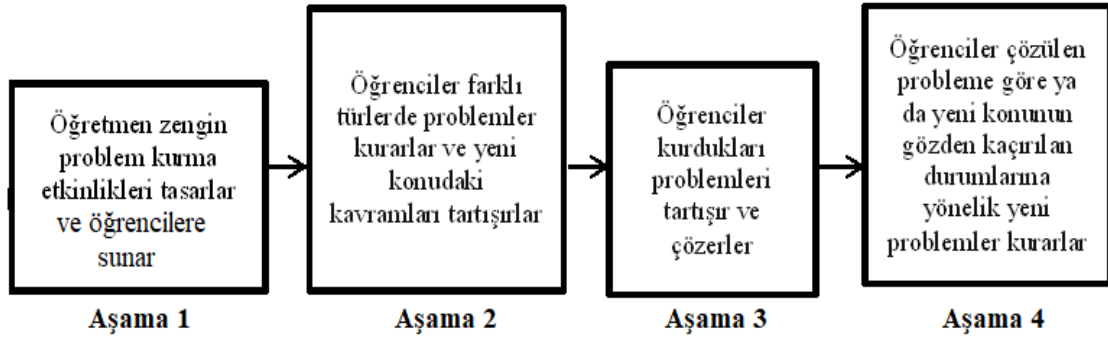 Öğretmen zengin
problem kurma
etkinlikleri tasarlar
ve öğrencilere
sunar
Aşama 1
Öğrenciler farklı
türlerde problemler
kurarlar ve yeni
konudaki
kavramları tartışırlar
Aşama 2
Öğrenciler
kurdukları
problemleri
tartışır ve
çözerler
Aşama 3
Öğrenciler çözülen
probleme göre ya
da yeni konunun
gözden kaçırılan
durumlarına
yönelik yeni
problemler kurarlar
Aşama 4